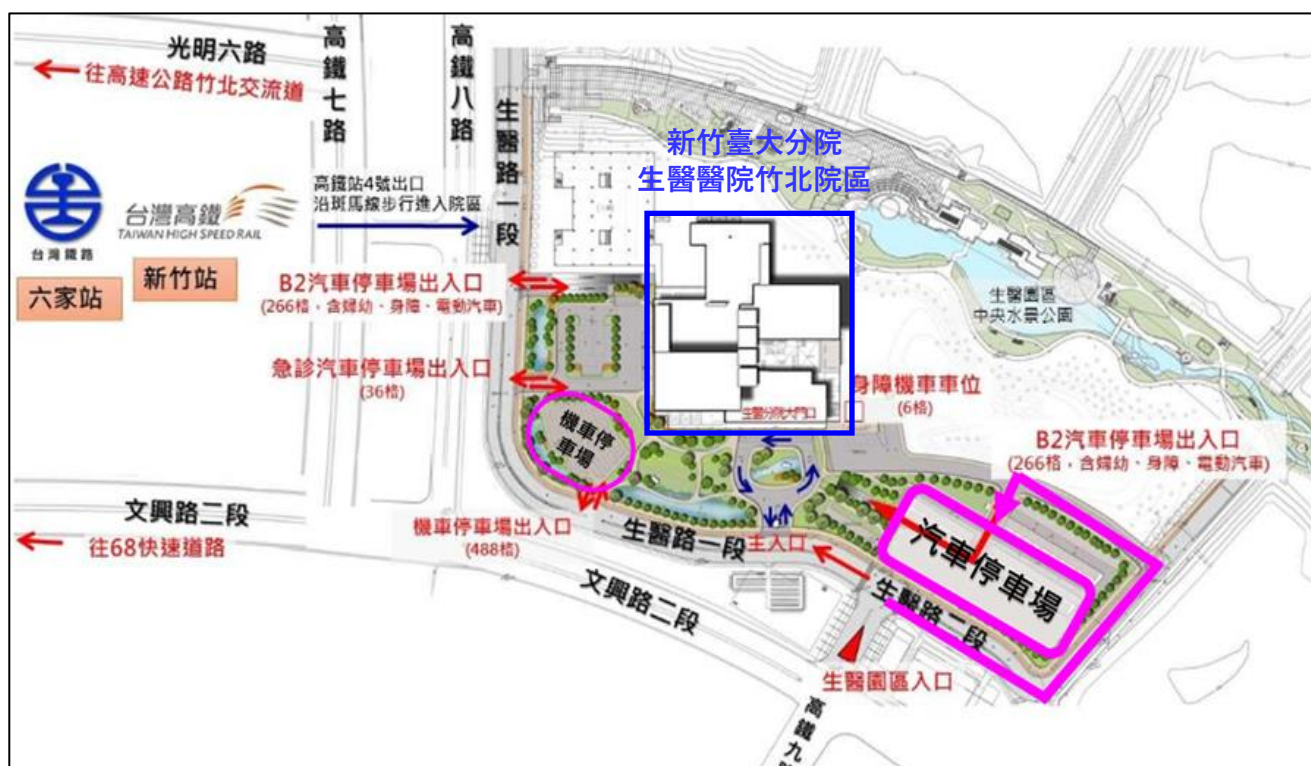 光明六路
往高速公路竹北交流道
高鐵七路
高鐵八路
生醫路一段
新竹臺大分院
生醫醫院竹北院區
台灣鐵路
六家站
台灣高鐵
TAIWAN HIGH SPEED RAIL
新竹站
高鐵站4號出口
沿斑馬線步行進入院區
B2汽車停車場出入口
(266格，含婦幼、身障、電動汽車)
生醫園區
中央水景公園
急診汽車停車場出入口
(36格)
身障機車車位
(6格)
生醫分院大門口
機車停
車場
B2汽車停車場出入口
(266格，含婦幼、身障、電動汽車)
文興路二段
往68快速道路
機車停車場出入口
(488格)
生醫路一段
主入口
汽車停車場
文興路二段
生醫路二段
生醫園區入口
高鐵九